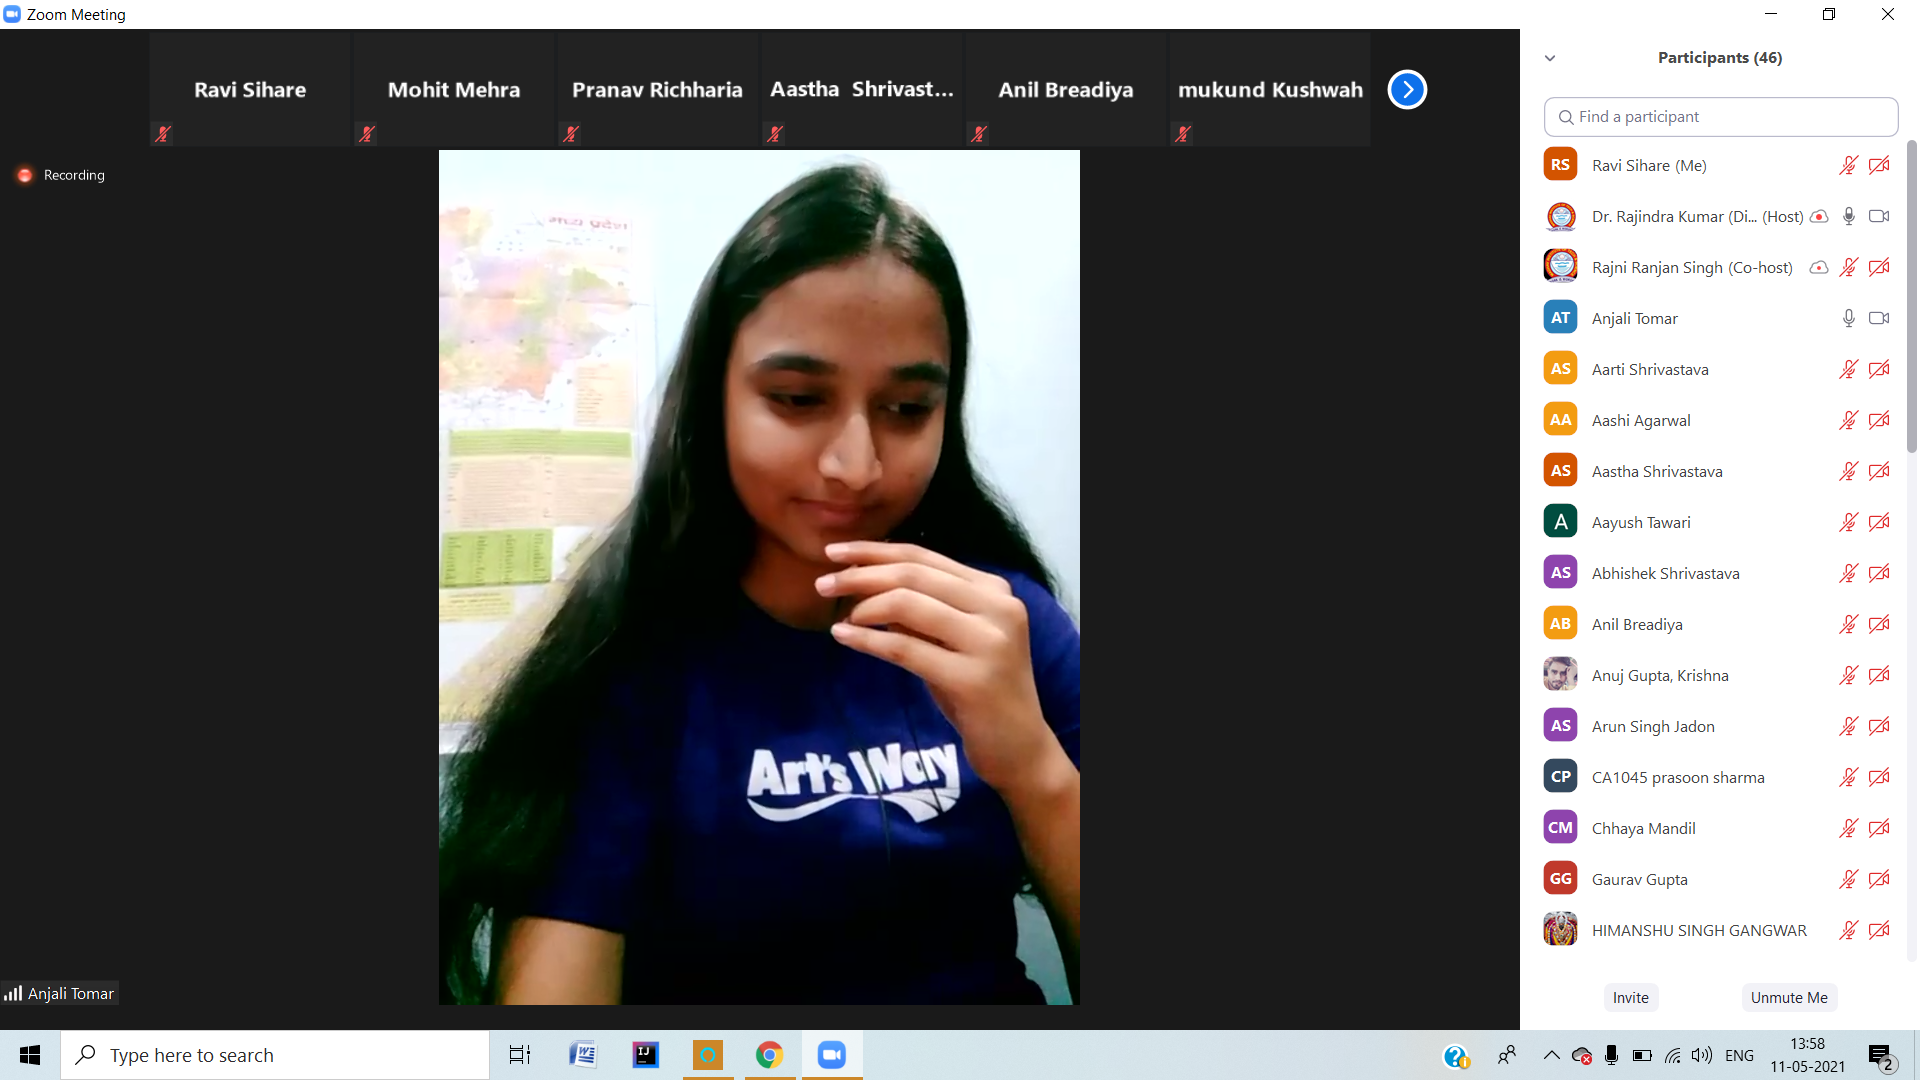 Zoom Meeting
Ravi Sihare
Mohit Mehra
Pranav Richharia
Aastha Shrivast...
Anil Breadiya
mukund Kushwah
Recording
Art's Way
Anjali Tomar
Participants (46)
Find a participant
RS Ravi Sihare (Me)
Dr. Rajindra Kumar (Di... (Host)
Rajni Ranjan Singh (Co-host)
AT Anjali Tomar
AS Aarti Shrivastava
AA Aashi Agarwal
AS Aastha Shrivastava
A Aayush Tawari
AS Abhishek Shrivastava
AB Anil Breadiya
Anuj Gupta, Krishna
AS Arun Singh Jadon
CP CA1045 prasoon sharma
CM Chhaya Mandil
GG Gaurav Gupta
HIMANSHU SINGH GANGWAR
Invite
Unmute Me
Type here to search
W
IJ
ENG
13:58
11-05-2021
2